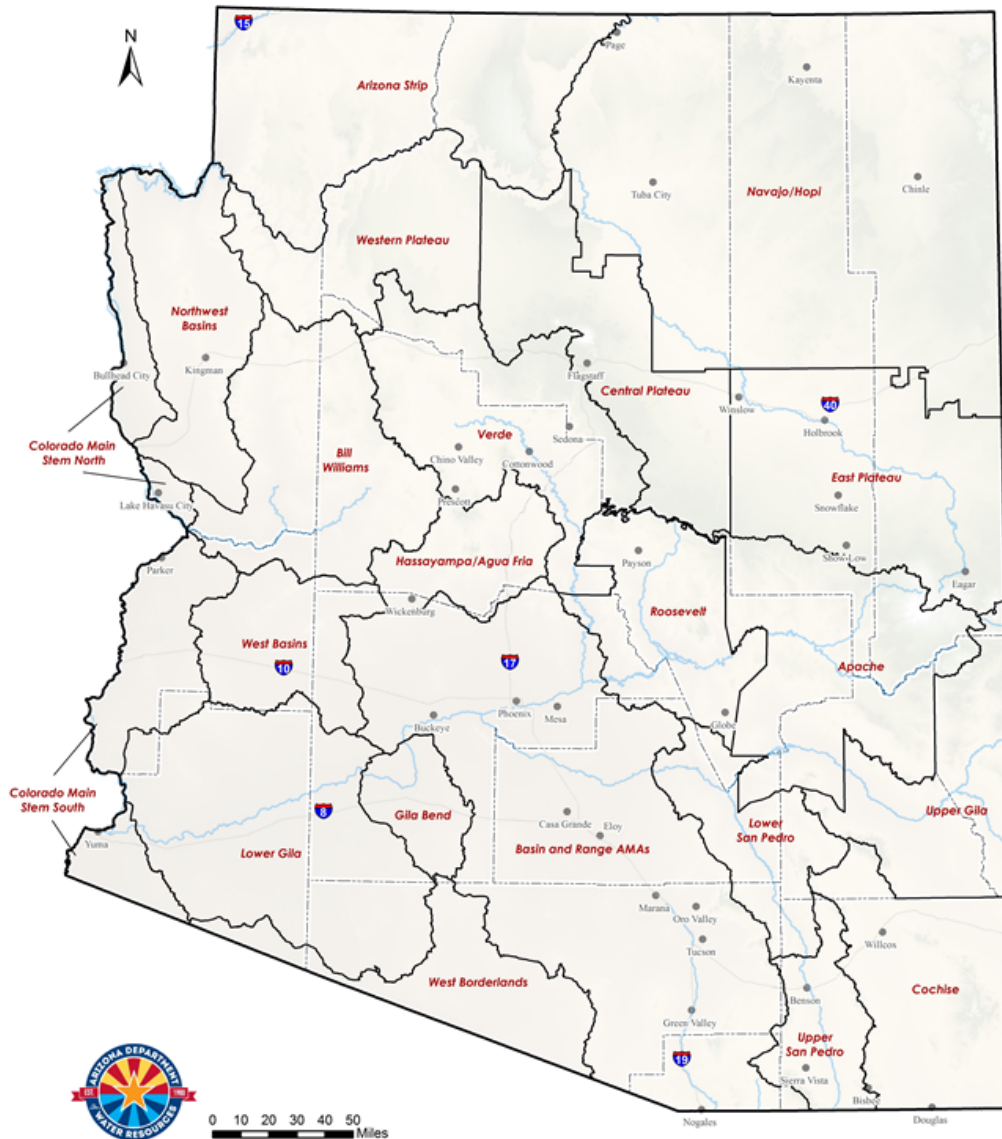 15
N
Page
Kayenta
Arizona Strip
Chinle
Tuba City
Navajo/Hopi
Western Plateau
Northwest
Basins
Kingman
Bullhead City
Flagstaff
Central Plateau
Winslow
40
Holbrook
Colorado Main
Stem North
Bill
Williams
Verde
Sedona
Chino Valley
Cottonwood
Prescott
East Plateau
Snowflake
Lake Havasu City
Show Low
Parker
Hassayampa/Agua Fria
Payson
Eagar
Wickenburg
Roosevelt
West Basins
10
17
Apache
Buckeye
Phoenix
Mesa
Globe
Colorado Main
Stem South
8
Gila Bend
Casa Grande
Eloy
Lower
San Pedro
Upper Gila
Yuma
Lower Gila
Basin and Range AMAs
Marana
Oro Valley
Tucson
Willcox
West Borderlands
Benson
Cochise
Green Valley
19
Upper
San Pedro
Sierra Vista
Bisbee
Nogales
Douglas
ARIZONA DEPARTMENT
EST. 1980
of WATER RESOURCES
0 10 20 30 40 50
Miles